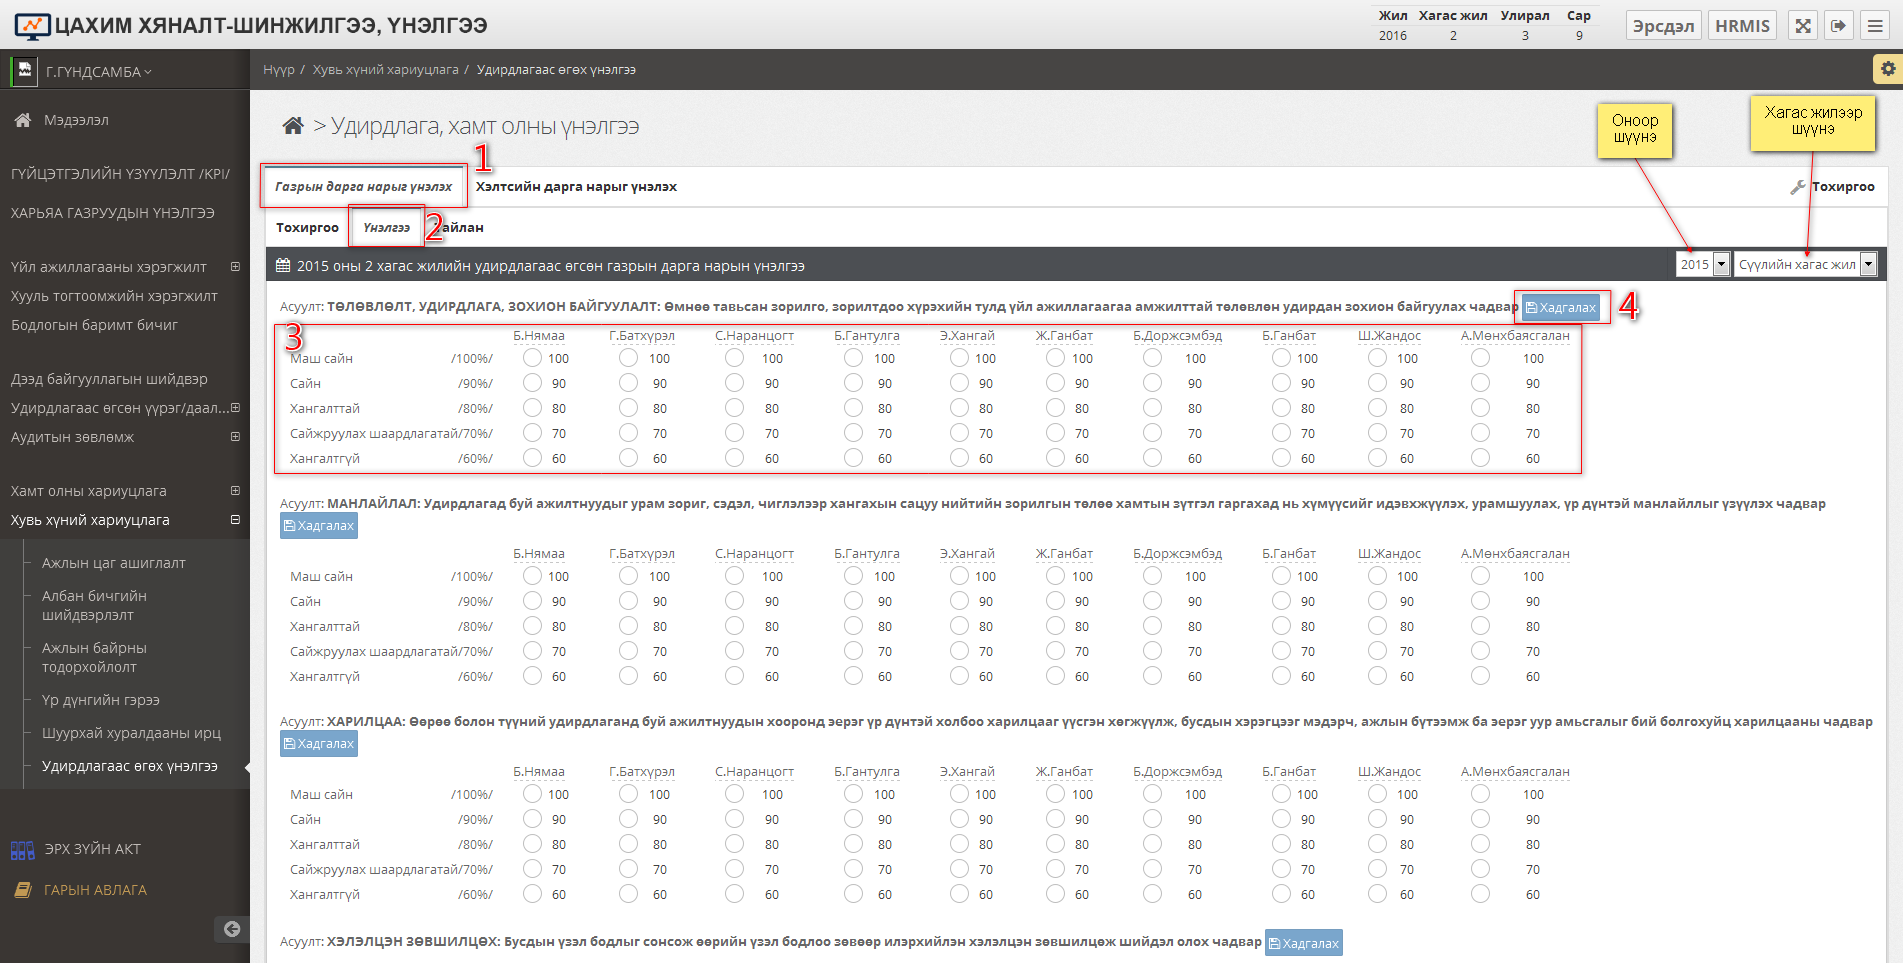 ЦАХИМ ХЯНАЛТ-ШИНЖИЛГЭЭ, ҮНЭЛГЭЭ
Жил Хагас жил Улирал Сар
2016 2 3 9
Эрсдэл HRMIS
Г.ГҮНДСАМБА
Нүүр / Хувь хүний хариуцлага / Удирдлагаас өгөх үнэлгээ
Мэдээлэл
ГҮЙЦЭТГЭЛИЙН ҮЗҮҮЛЭЛТ /KPI/
ХАРЬЯА ГАЗРУУДЫН ҮНЭЛГЭЭ
Үйл ажиллагааны хэрэгжилт
Хууль тогтоомжийн хэрэгжилт
Бодлогын баримт бичиг
Дээд байгууллагын шийдвэр
Удирдлагаас өгсөн үүрэг/даал...
Аудитын зөвлөмж
Хамт олны хариуцлага
Хувь хүний хариуцлага
Ажлын цаг ашиглалт
Албан бичгийн
шийдвэрлэлт
Ажлын байрны
тодорхойлолт
Үр дүнгийн гэрээ
Шуурхай хуралдааны ирц
Удирдлагаас өгөх үнэлгээ
ЭРХ ЗҮЙН АКТ
ГАРЫН АВЛАГА
> Удирдлага, хамт олны үнэлгээ
Оноор
шүүнэ
Хагас жилээр
шүүнэ
1
Газрын дарга нарыг үнэлэх Хэлтсийн дарга нарыг үнэлэх Тохиргоо
Тохиргоо Үнэлгээ 2 айлан
2015 оны 2 хагас жилийн удирдлагаас өгсөн газрын дарга нарын үнэлгээ 2015 Сүүлийн хагас жил
Асуулт: ТӨЛӨВЛӨЛТ, УДИРДЛАГА, ЗОХИОН БАЙГУУЛАЛТ: Өмнөө тавьсан зорилго, зорилтдоо хүрэхийн тулд үйл ажиллагаагаа амжилттай төлөвлөн удирдан зохион байгуулах чадвар Хадгалах 4
3
Б.Нямаа Г.Батхүрэл С.Наранцогт Б.Гантулга Э.Хангай Ж.Ганбат Б.Доржсэмбэд Б.Ганбат Ш.Жандос А.Мөнхбаясгалан
Маш сайн /100%/ 100 100 100 100 100 100 100 100 100 100
Сайн /90%/ 90 90 90 90 90 90 90 90 90 90
Хангалттай /80%/ 80 80 80 80 80 80 80 80 80 80
Сайжруулах шаардлагатай/70%/ 70 70 70 70 70 70 70 70 70 70
Хангалтгүй /60%/ 60 60 60 60 60 60 60 60 60 60
Асуулт: МАНЛАЙЛАЛ: Удирдлагад буй ажилтнуудыг урам зориг, сэдэл, чиглэлээр хангахын сацуу нийтийн зорилгын төлөө хамтын зүтгэл гаргахад нь хүмүүсийг идэвхжүүлэх, урамшуулах, үр дүнтэй манлайллыг үзүүлэх чадвар
Хадгалах
Б.Нямаа Г.Батхүрэл С.Наранцогт Б.Гантулга Э.Хангай Ж.Ганбат Б.Доржсэмбэд Б.Ганбат Ш.Жандос А.Мөнхбаясгалан
Маш сайн /100%/ 100 100 100 100 100 100 100 100 100 100
Сайн /90%/ 90 90 90 90 90 90 90 90 90 90
Хангалттай /80%/ 80 80 80 80 80 80 80 80 80 80
Сайжруулах шаардлагатай/70%/ 70 70 70 70 70 70 70 70 70 70
Хангалтгүй /60%/ 60 60 60 60 60 60 60 60 60 60
Асуулт: ХАРИЛЦАА: Өөрөө болон түүний удирдлаганд буй ажилтнуудын хооронд эерэг үр дүнтэй холбоо харилцааг үүсгэн хөгжүүлж, бусдын хэрэгцээг мэдэрч, ажлын бүтээмж ба эерэг уур амьсгалыг бий болгохуйц харилцааны чадвар
Хадгалах
Б.Нямаа Г.Батхүрэл С.Наранцогт Б.Гантулга Э.Хангай Ж.Ганбат Б.Доржсэмбэд Б.Ганбат Ш.Жандос А.Мөнхбаясгалан
Маш сайн /100%/ 100 100 100 100 100 100 100 100 100 100
Сайн /90%/ 90 90 90 90 90 90 90 90 90 90
Хангалттай /80%/ 80 80 80 80 80 80 80 80 80 80
Сайжруулах шаардлагатай/70%/ 70 70 70 70 70 70 70 70 70 70
Хангалтгүй /60%/ 60 60 60 60 60 60 60 60 60 60
Асуулт: ХЭЛЭЛЦЭН ЗӨВШИЛЦӨХ: Бусдын үзэл бодлыг сонсож өөрийн үзэл бодлоо зөвөөр илэрхийлэн хэлэлцэн зөвшилцөж шийдэл олох чадвар Хадгалах